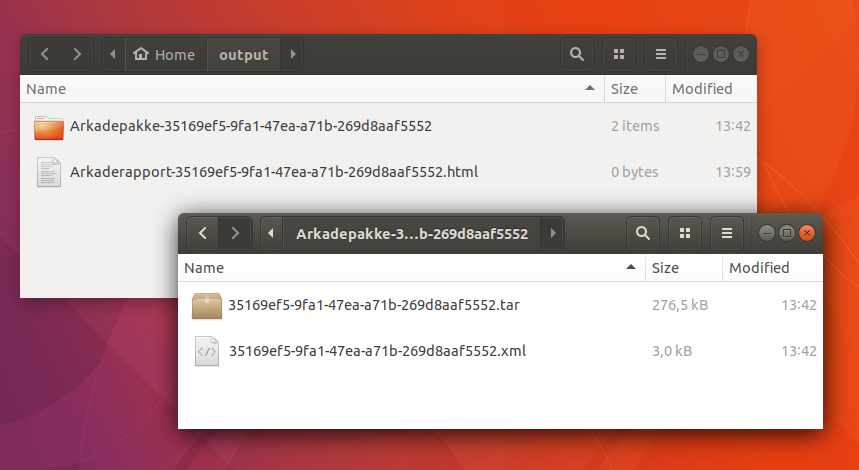 Home output
Name Size Modified
Arkadepakke-35169ef5-9fa1-47ea-a71b-269d8aaf5552 2 items 13:42
Arkaderapport-35169ef5-9fa1-47ea-a71b-269d8aaf5552.html 0 bytes 13:59
Arkadepakke-3...b-269d8aaf5552
Name Size Modified
35169ef5-9fa1-47ea-a71b-269d8aaf5552.tar 276,5 kB 13:42
35169ef5-9fa1-47ea-a71b-269d8aaf5552.xml 3,0 kB 13:42